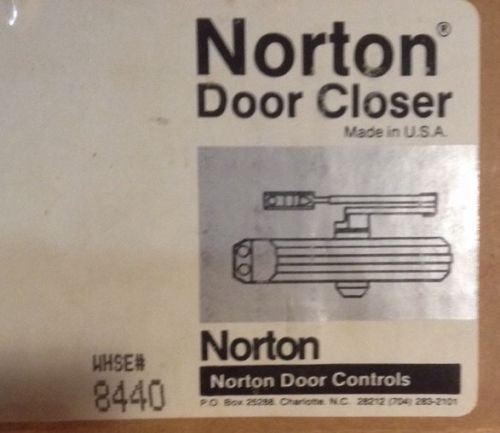 Norton®
Door Closer
Made in U.S.A.
Norton
Norton Door Controls
P.O. Box 25288, Charlotte, N.C. 28212 (704) 283-2101
WHSE#
8440